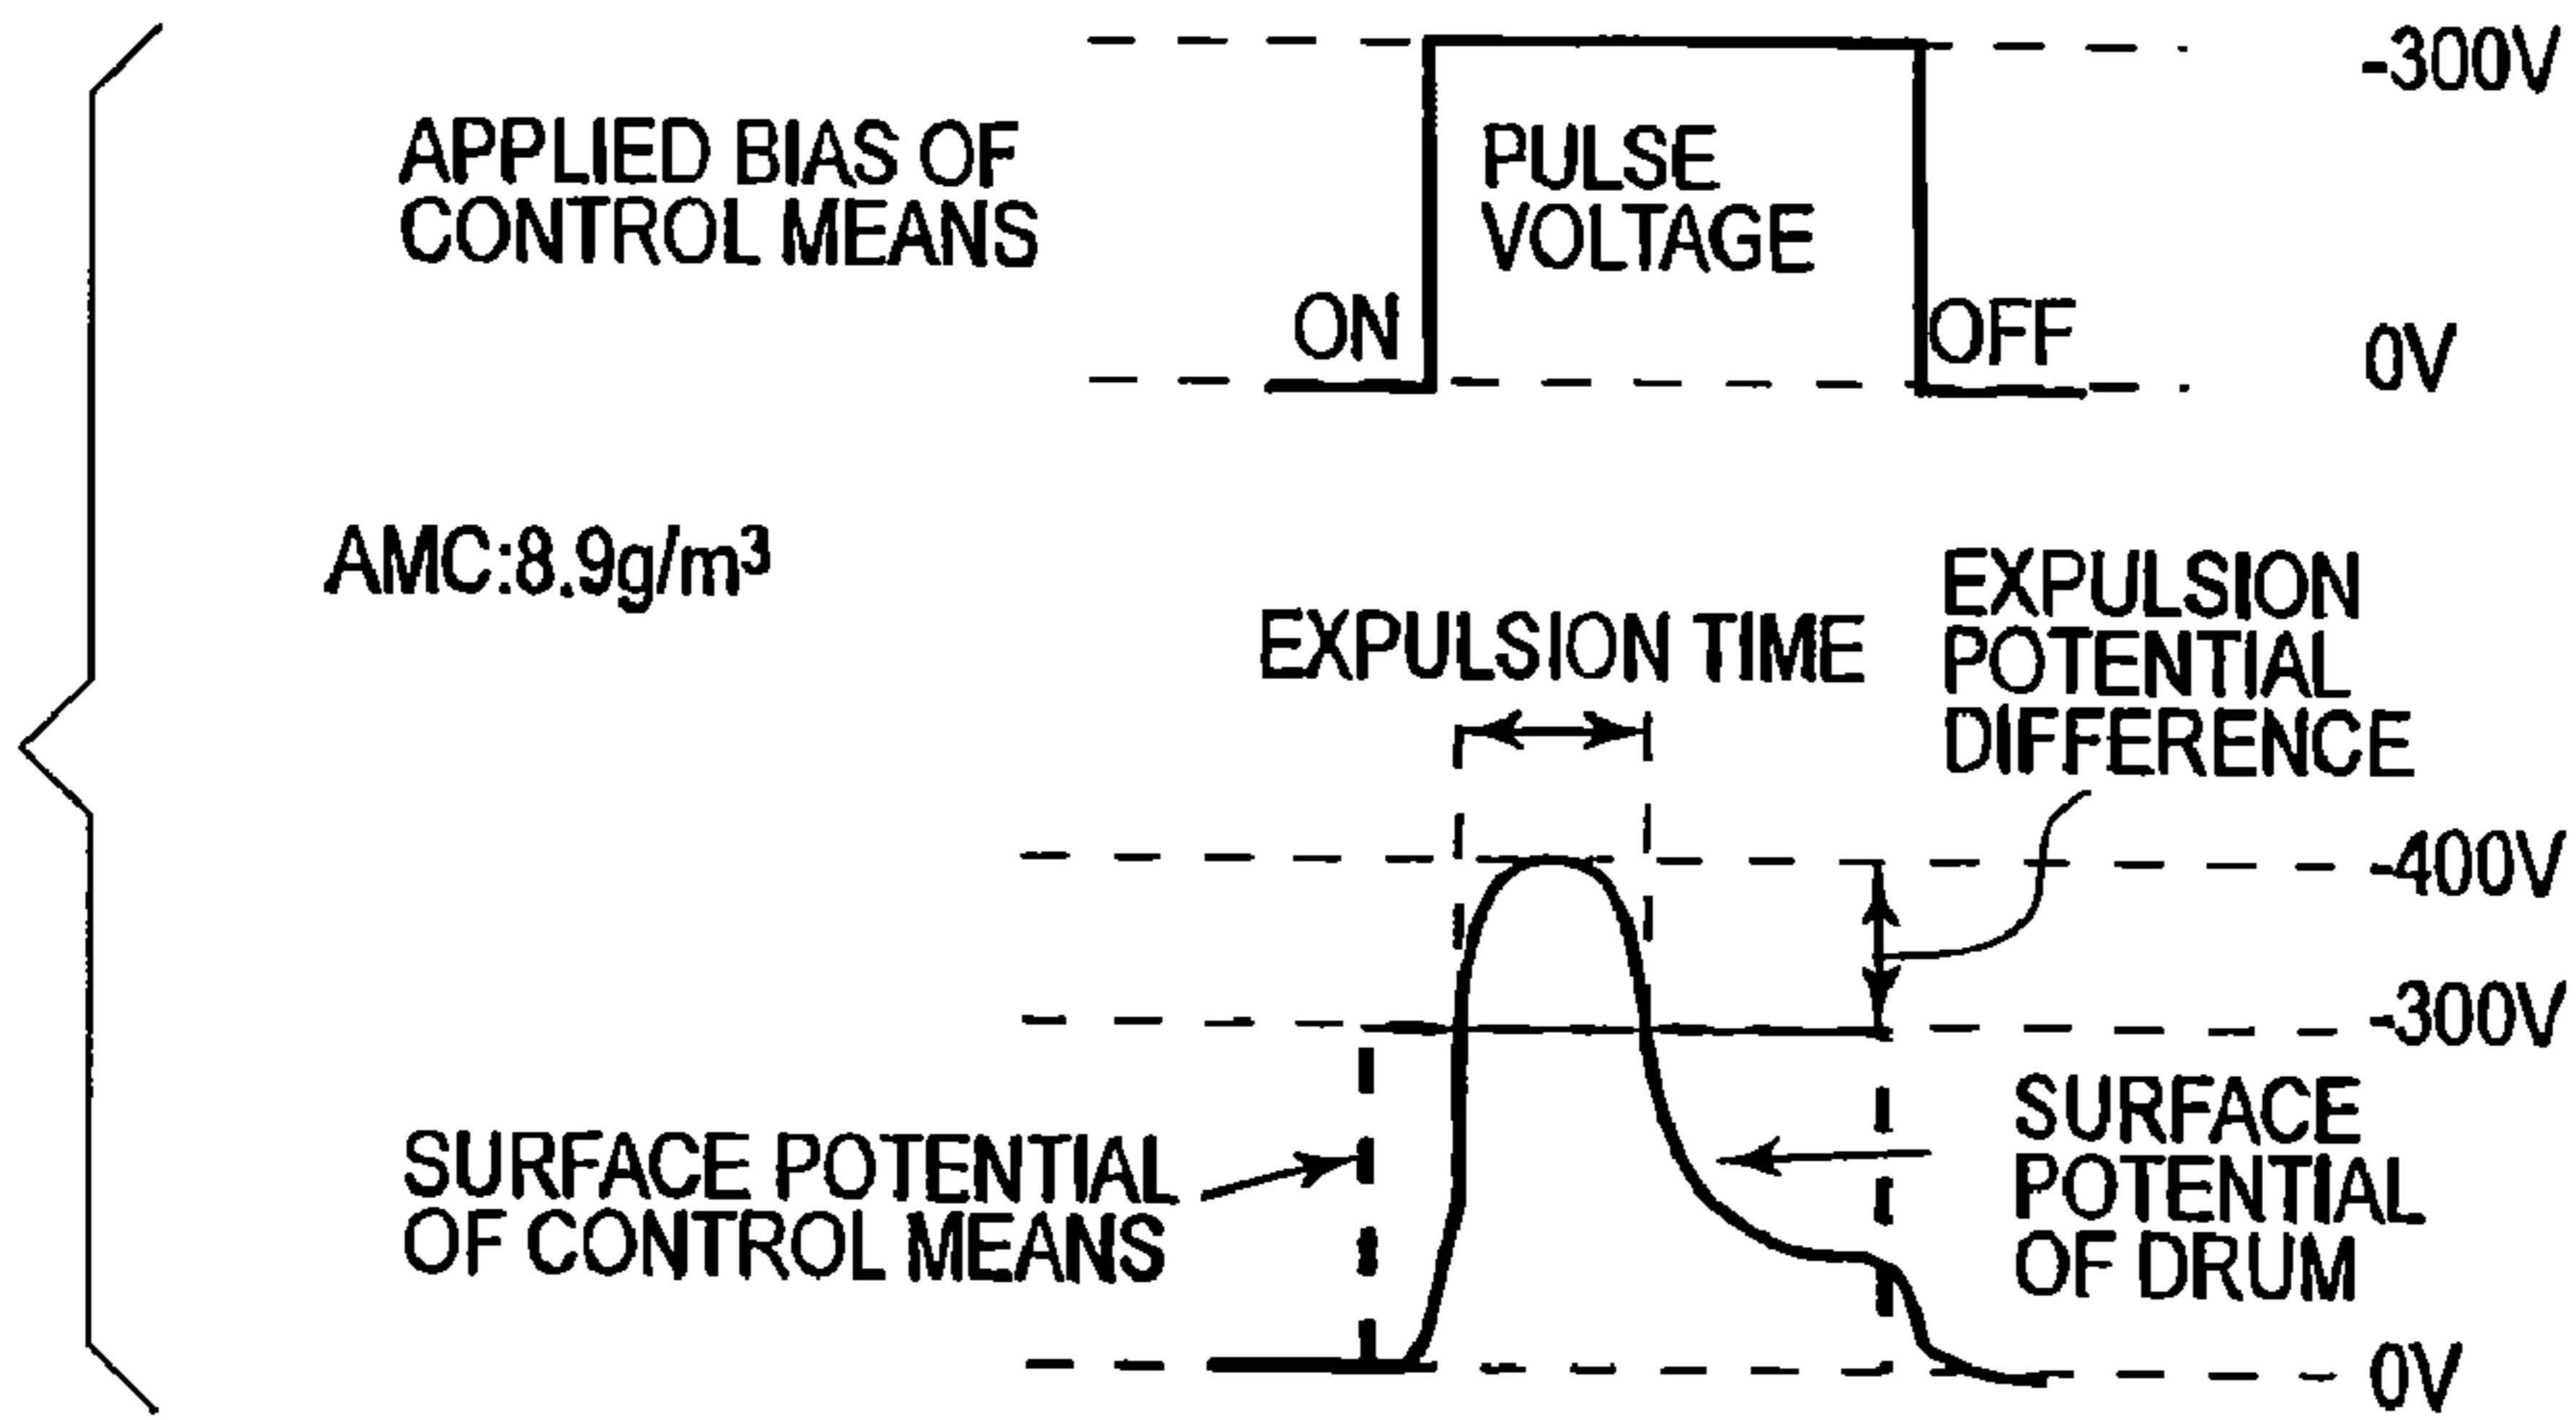 -300V
APPLIED BIAS OF
CONTROL MEANS
PULSE
VOLTAGE
ON
OFF
0V
AMC:8.9g/m³
EXPULSION TIME
EXPULSION
POTENTIAL
DIFFERENCE
-400V
-300V
SURFACE POTENTIAL
OF CONTROL MEANS
SURFACE
POTENTIAL
OF DRUM
0V